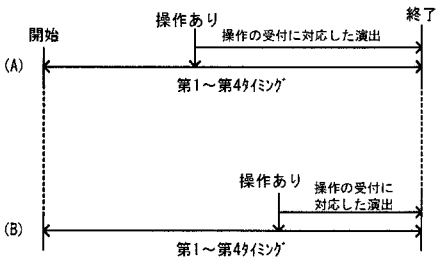 開始
操作あり
終了
操作の受付に対応した演出
(A)
第1～第4ﾀｲﾐﾝｸﾞ
操作あり
操作の受付に
対応した演出
(B)
第1～第4ﾀｲﾐﾝｸﾞ